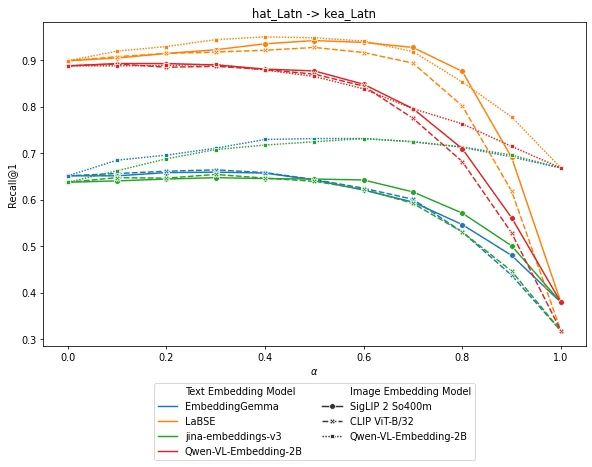 hat_Latn -> kea_Latn
Recall@1
0.9
0.8
0.7
0.6
0.5
0.4
0.3
0.0 0.2 0.4 0.6 0.8 1.0
α
Text Embedding Model Image Embedding Model
EmbeddingGemma SigLIP 2 So400m
LaBSE CLIP ViT-B/32
jina-embeddings-v3 Qwen-VL-Embedding-2B
Qwen-VL-Embedding-2B